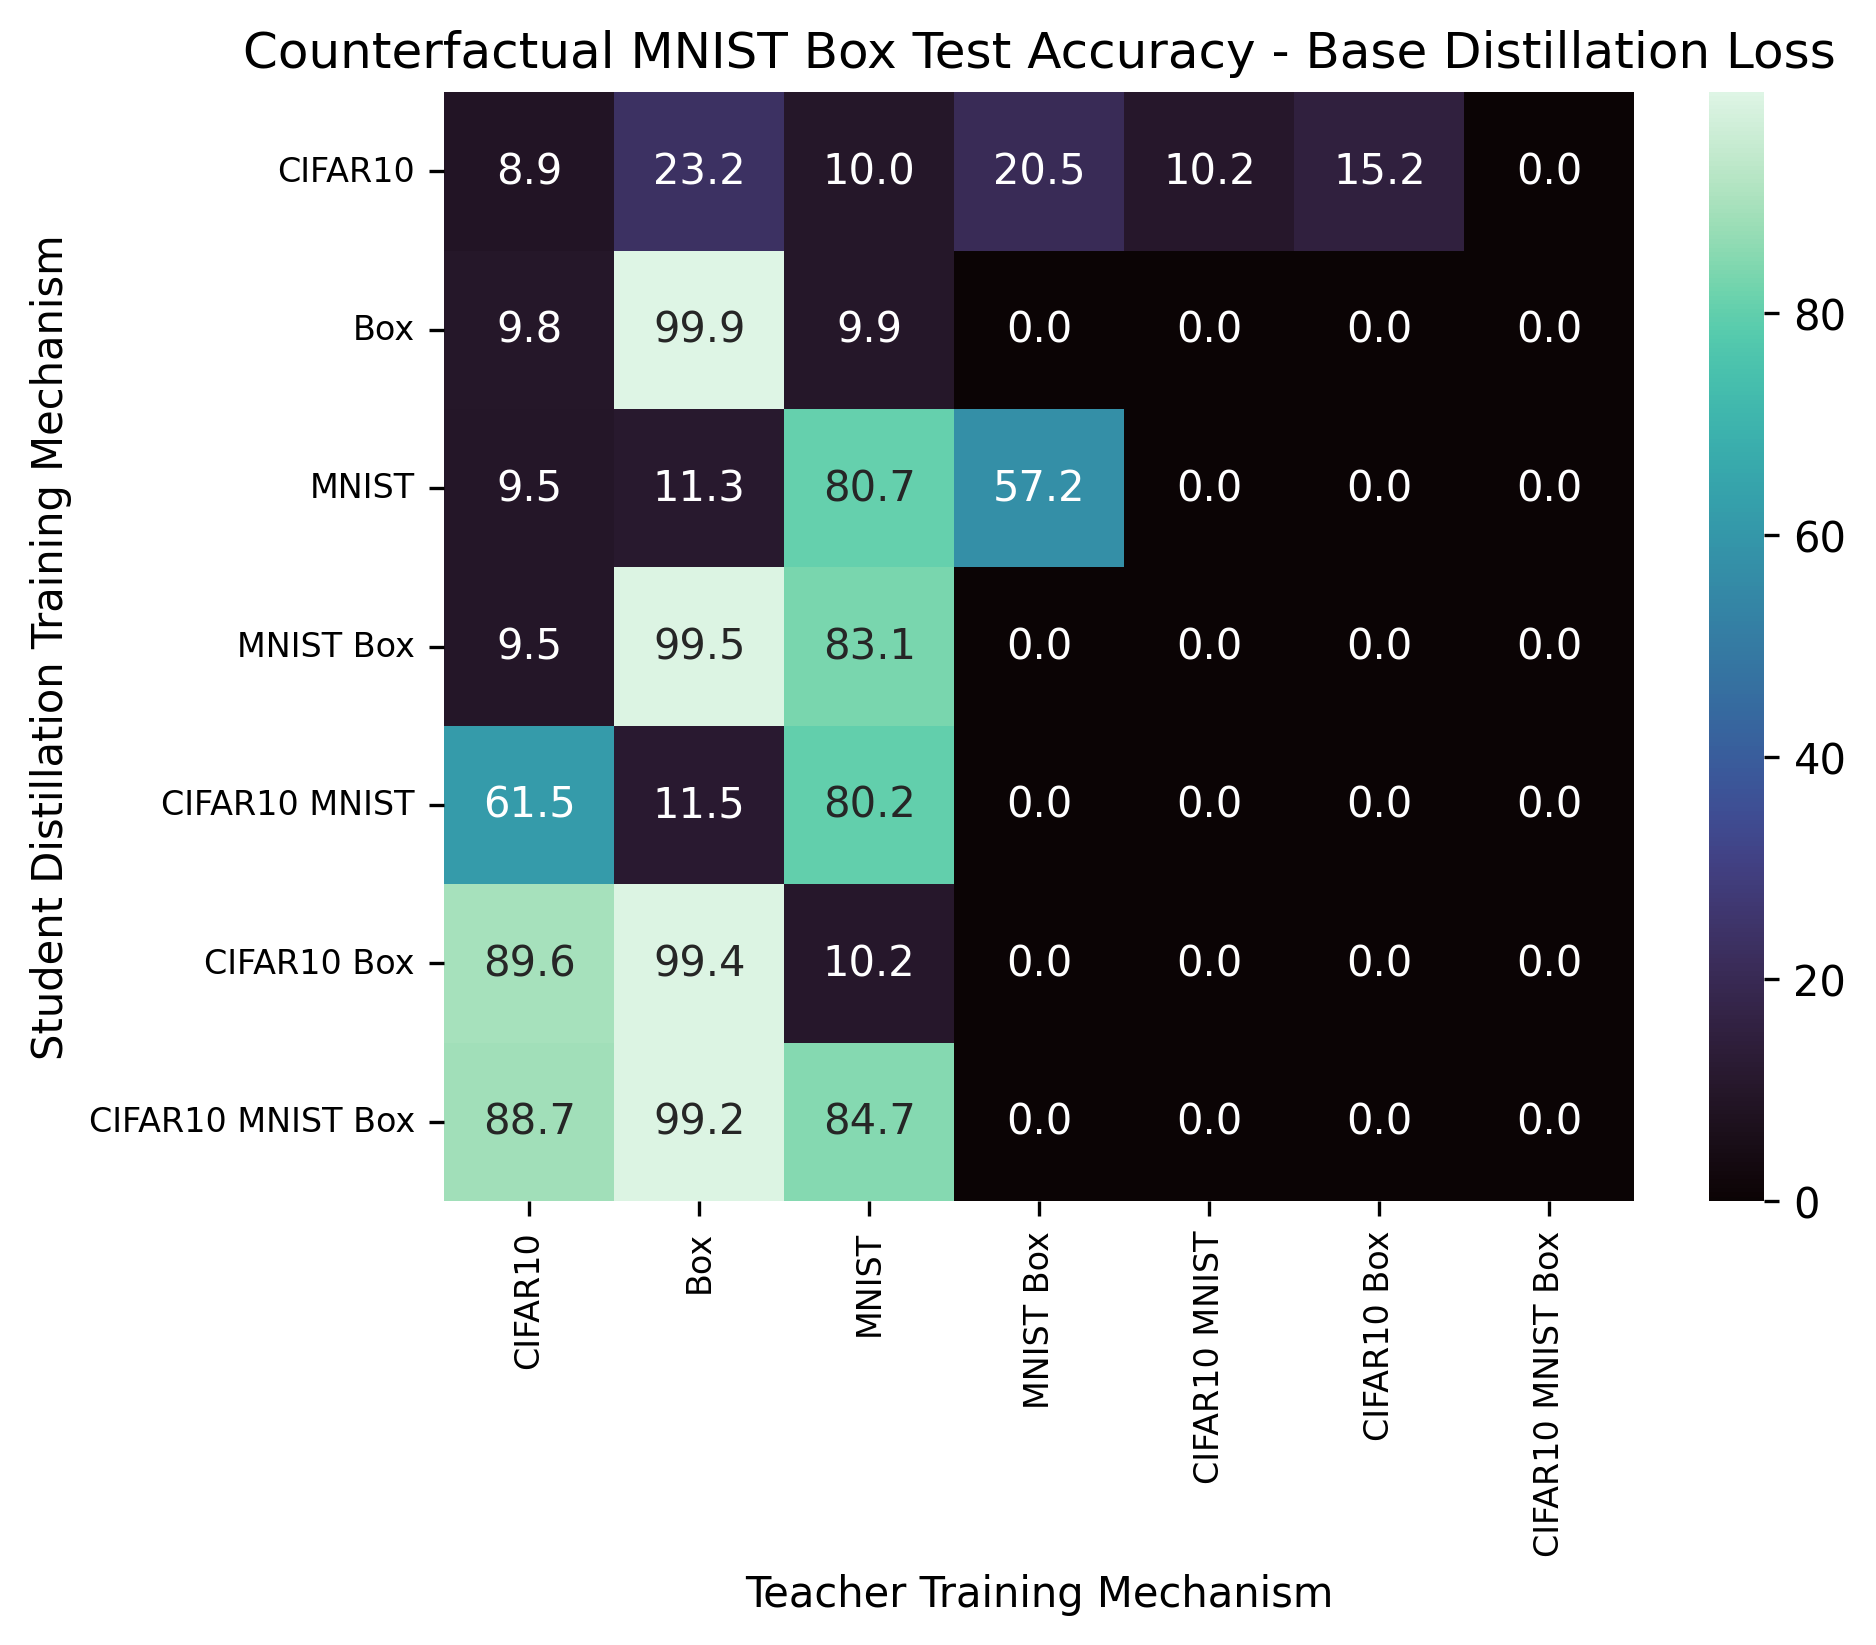 Counterfactual MNIST Box Test Accuracy - Base Distillation Loss
Student Distillation Training Mechanism
CIFAR10 8.9 23.2 10.0 20.5 10.2 15.2 0.0
Box 9.8 99.9 9.9 0.0 0.0 0.0 0.0
MNIST 9.5 11.3 80.7 57.2 0.0 0.0 0.0
MNIST Box 9.5 99.5 83.1 0.0 0.0 0.0 0.0
CIFAR10 MNIST 61.5 11.5 80.2 0.0 0.0 0.0 0.0
CIFAR10 Box 89.6 99.4 10.2 0.0 0.0 0.0 0.0
CIFAR10 MNIST Box 88.7 99.2 84.7 0.0 0.0 0.0 0.0
CIFAR10
Box
MNIST
MNIST Box
CIFAR10 MNIST
CIFAR10 Box
CIFAR10 MNIST Box
Teacher Training Mechanism
80
60
40
20
0